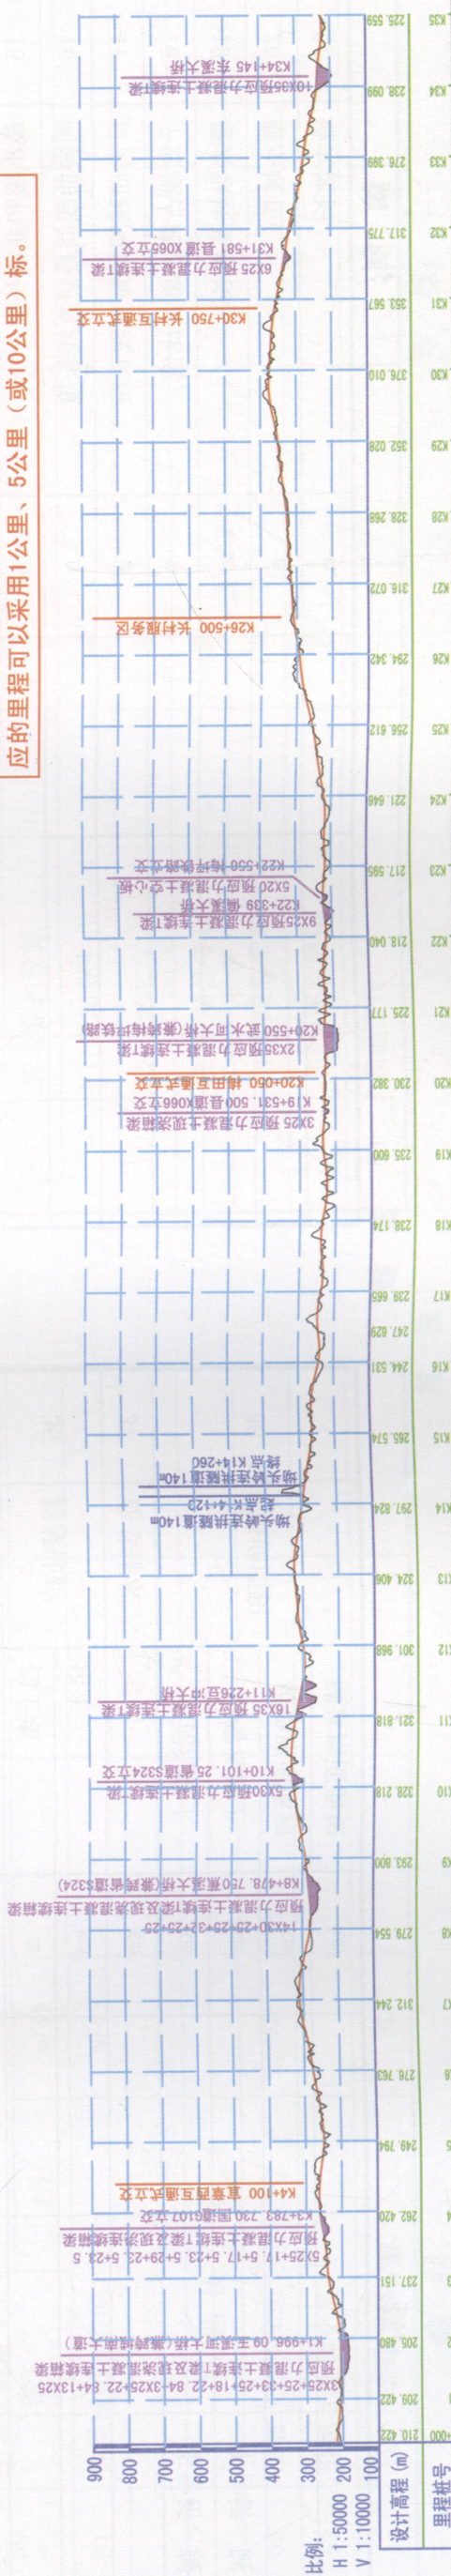 应的里程可以采用1公里、5公里（或10公里）标。
K34+145 东溪大桥
10X35预应力混凝土连续T梁
K31+581 县道X065立交
6X25 预应力混凝土连续T梁
K30+750 长村互通式立交
K26+500 长村服务区
K22+550 梅坪铁路立交
5X20 预应力混凝土空心板
K22+339 偏溪大桥
9X25预应力混凝土连续T梁
K20+550 武水河大桥(兼跨梅拱铁路)
2X35预应力混凝土连续T梁
K20+050 梅田互通式立交
K19+531.500县道X066立交
3X25 预应力混凝土现浇箱梁
终点 K14+260
坳头岭连拱隧道140m
起点K14+120
坳头岭连拱隧道140m
K11+226豆冲大桥
16X35 预应力混凝土连续T梁
K10+101.25 省道S324立交
5X30预应力混凝土连续T梁
K8+478.750蕉溪大桥(兼跨省道S324)
预应力混凝土连续T梁及现浇混凝土连续箱梁
14X30+25+25+32+25+25
K4+100 宜章西互通式立交
K3+783.730 国道G107立交
预应力混凝土连续T梁及现浇连续箱梁
5X25+17.5+17.5+23.5+29+23.5+23.5
K1+996.09 玉溪河大桥(兼跨城南大道)
预应力混凝土连续T梁及现浇混凝土连续箱梁
3X25+25+33+25+18+22.84+3X25+22.84+13X25
900
800
700
600
500
400
300
200
100
比例:
H 1:50000
V 1:10000
设计高程(m)
225.559
238.099
276.399
317.775
353.567
376.010
352.028
328.268
316.072
294.342
256.612
221.646
217.595
218.040
225.177
230.382
235.600
238.174
239.665
247.629
244.531
265.574
297.824
324.406
301.968
321.818
328.218
293.800
279.554
312.244
276.763
249.794
262.420
237.151
205.480
209.422
210.422
里程桩号
K35
K34
K33
K32
K31
K30
K29
K28
K27
K26
K25
K24
K23
K22
K21
K20
K19
K18
K17
K16
K15
K14
K13
K12
K11
K10
K9
K8
K7
6
5
4
3
2
1
+000